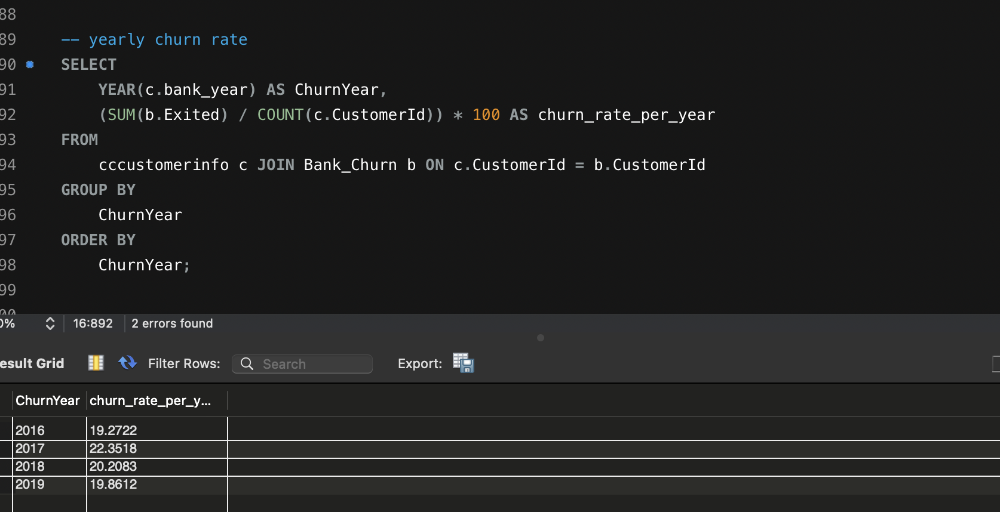 88
89 -- yearly churn rate
90 SELECT
91 YEAR(c.bank_year) AS ChurnYear,
92 (SUM(b.Exited) / COUNT(c.CustomerId)) * 100 AS churn_rate_per_year
93 FROM
94 cccustomerinfo c JOIN Bank_Churn b ON c.CustomerId = b.CustomerId
95 GROUP BY
96 ChurnYear
97 ORDER BY
98 ChurnYear;
99
00
0% 16:892 2 errors found
esult Grid Filter Rows: Search Export:
ChurnYear churn_rate_per_y...
2016 19.2722
2017 22.3518
2018 20.2083
2019 19.8612